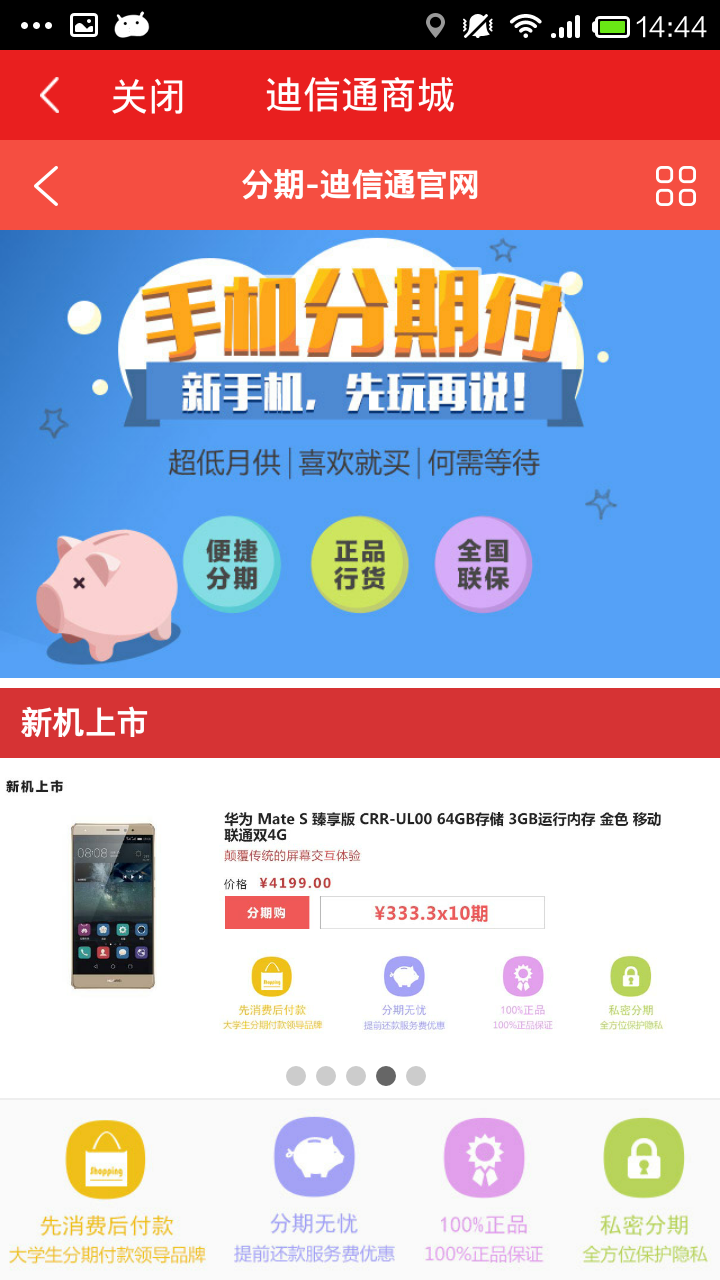 14:44
关闭
迪信通商城
分期-迪信通官网
手机分期付
新手机，先玩再说！
超低月供|喜欢就买|何需等待
便捷
分期
正品
行货
全国
联保
新机上市
新机上市
华为 Mate S 臻享版 CRR-UL00 64GB存储 3GB运行内存 金色 移动
联通双4G
颠覆传统的屏幕交互体验
价格 ¥4199.00
分期购
¥333.3x10期
08:08
Shopping
先消费后付款
大学生分期付款领导品牌
分期无忧
提前还款服务费优惠
100%正品
100%正品保证
私密分期
全方位保护隐私
Shopping
先消费后付款
大学生分期付款领导品牌
分期无忧
提前还款服务费优惠
100%正品
100%正品保证
私密分期
全方位保护隐私